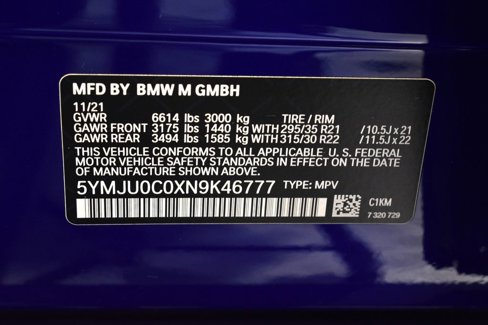 MFD BY BMW M GMBH
11/21
GVWR 6614 lb 3000 kg TIRE / RIM
GAWR FRONT 3175 lb 1440 kg WITH 295/35 R21 / 10.5J x 21
GAWR REAR 3494 lb 1585 kg WITH 315/30 R22 / 11.5J x 22
THIS VEHICLE CONFORMS TO ALL APPLICABLE U. S. FEDERAL
MOTOR VEHICLE SAFETY STANDARDS IN EFFECT ON THE DATE
OF MANUFACTURE SHOWN ABOVE.
5YMJU0C0XN9K46777 TYPE: MPV
C1KM
7 320 729